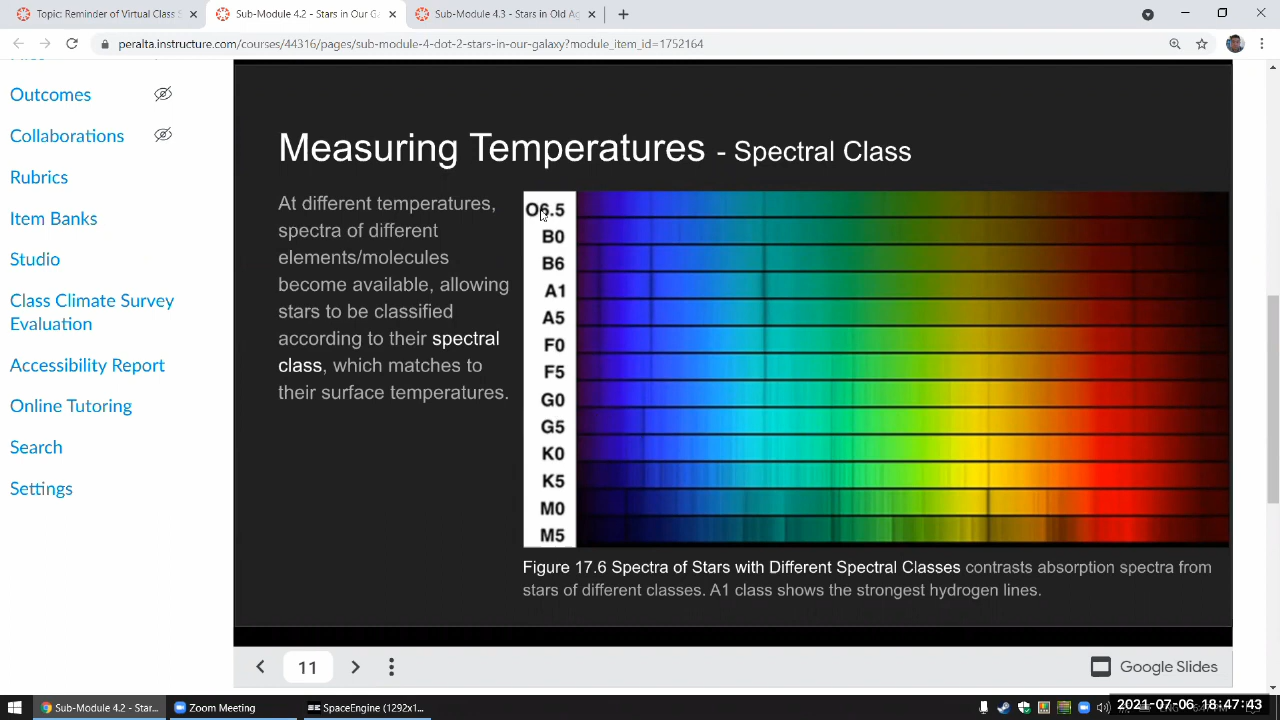 Topic: Reminder of Virtual Class S
Sub-Module 4.2 - Stars in Our Ga
Sub-Module 4.3 - Stars in Old Ag
peralta.instructure.com/courses/44316/pages/sub-module-4-dot-2-stars-in-our-galaxy?module_item_id=1752164
Outcomes
Collaborations
Rubrics
Item Banks
Studio
Class Climate Survey
Evaluation
Accessibility Report
Online Tutoring
Search
Settings
Measuring Temperatures - Spectral Class
At different temperatures,
spectra of different
elements/molecules
become available, allowing
stars to be classified
according to their spectral
class, which matches to
their surface temperatures.
O6.5
B0
B6
A1
A5
F0
F5
G0
G5
K0
K5
M0
M5
Figure 17.6 Spectra of Stars with Different Spectral Classes contrasts absorption spectra from
stars of different classes. A1 class shows the strongest hydrogen lines.
11
Google Slides
Sub-Module 4.2 - Star...
Zoom Meeting
SpaceEngine (1292x1...
2021-07-06 18:47:43